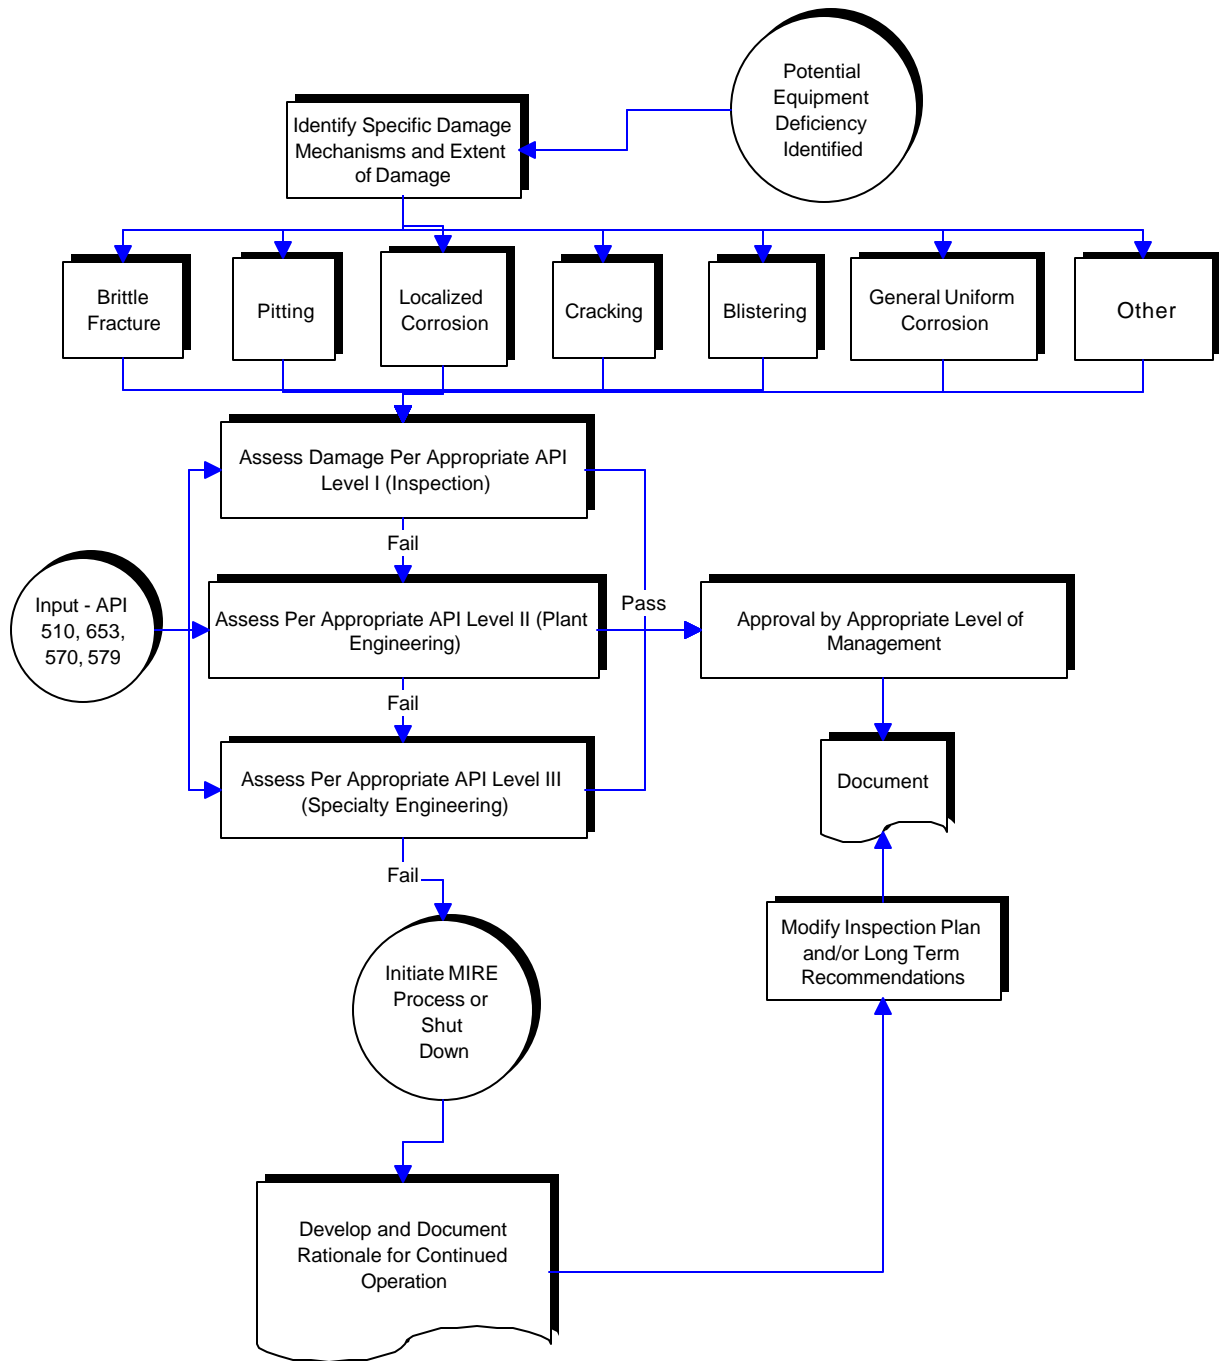 Potential
Equipment
Deficiency
Identified
Identify Specific Damage
Mechanisms and Extent
of Damage
Brittle
Fracture
Pitting
Localized
Corrosion
Cracking
Blistering
General Uniform
Corrosion
Other
Assess Damage Per Appropriate API
Level I (Inspection)
Fail
Input - API
510, 653,
570, 579
Assess Per Appropriate API Level II (Plant
Engineering)
Pass
Approval by Appropriate Level of
Management
Fail
Assess Per Appropriate API Level III
(Specialty Engineering)
Document
Fail
Modify Inspection Plan
and/or Long Term
Recommendations
Initiate MIRE
Process or
Shut
Down
Develop and Document
Rationale for Continued
Operation